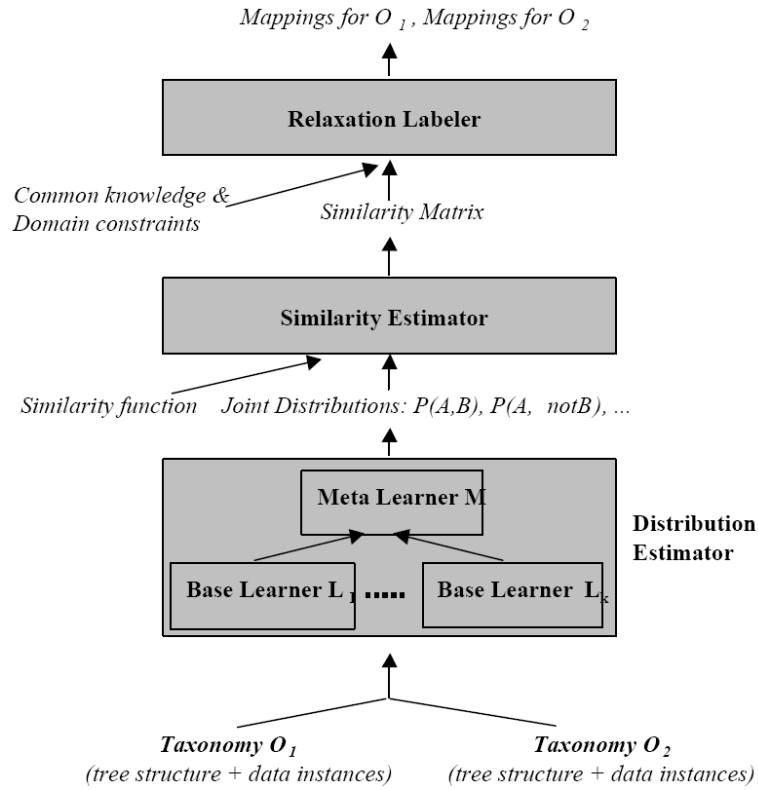 Mappings for O 1 , Mappings for O 2
Relaxation Labeler
Common knowledge &
Domain constraints
Similarity Matrix
Similarity Estimator
Similarity function Joint Distributions: P(A,B), P(A, notB), ...
Meta Learner M
Distribution
Estimator
Base Learner L 1 ..... Base Learner L k
Taxonomy O1 Taxonomy O2
(tree structure + data instances) (tree structure + data instances)